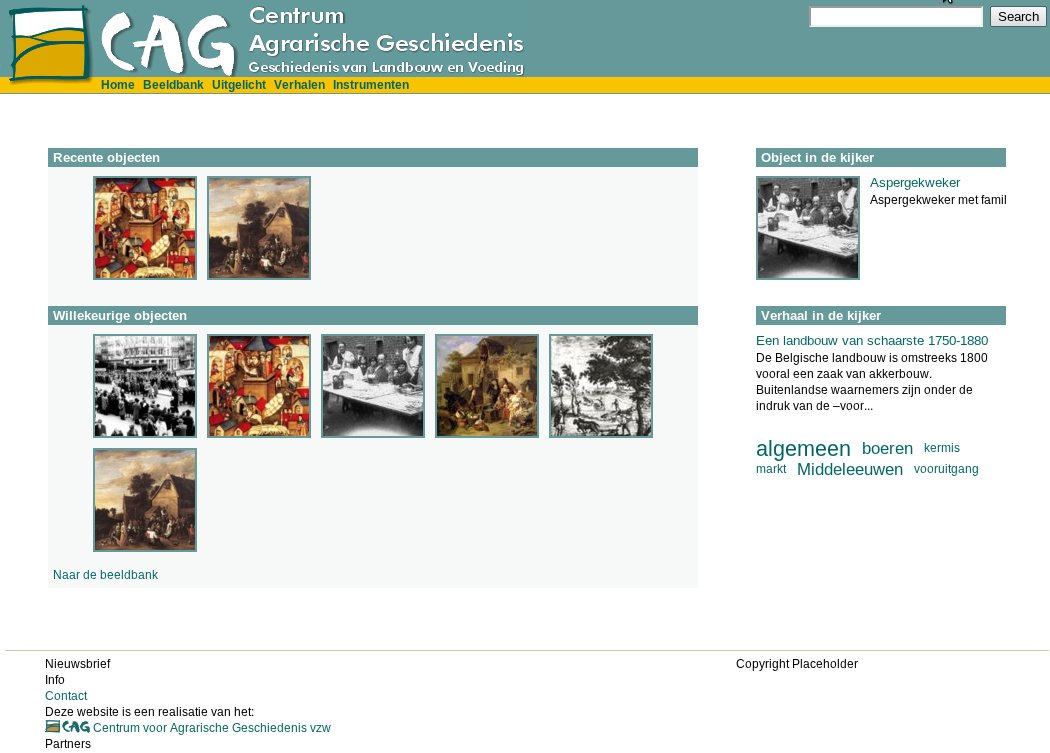 CAG
Centrum
Agrarische Geschiedenis
Geschiedenis van Landbouw en Voeding
Search
Home Beeldbank Uitgelicht Verhalen Instrumenten
Recente objecten
Object in de kijker
Aspergekweker
Aspergekweker met famil
Willekeurige objecten
Verhaal in de kijker
Een landbouw van schaarste 1750-1880
De Belgische landbouw is omstreeks 1800
vooral een zaak van akkerbouw.
Buitenlandse waarnemers zijn onder de
indruk van de –voor...
algemeen boeren kermis
markt Middeleeuwen vooruitgang
Naar de beeldbank
Nieuwsbrief
Info
Contact
Deze website is een realisatie van het:
CAG Centrum voor Agrarische Geschiedenis vzw
Partners
Copyright Placeholder